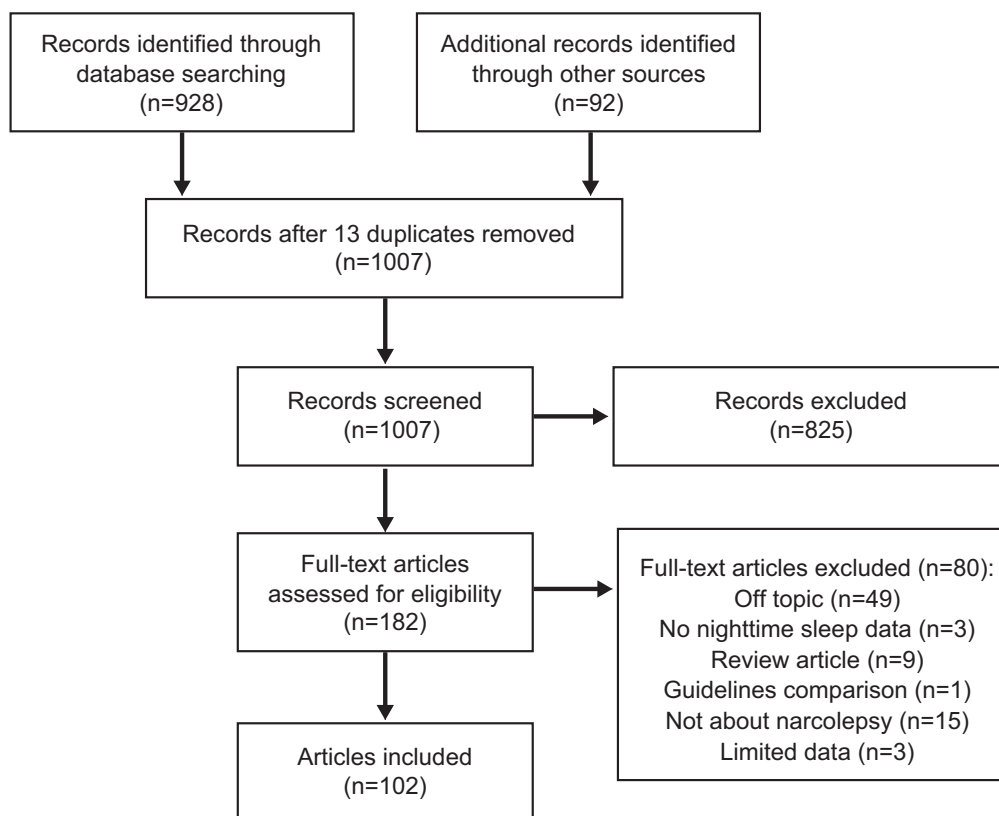 Records identified through
database searching
(n=928)
Additional records identified
through other sources
(n=92)
Records after 13 duplicates removed
(n=1007)
Records screened
(n=1007)
Records excluded
(n=825)
Full-text articles
assessed for eligibility
(n=182)
Full-text articles excluded (n=80):
Off topic (n=49)
No nighttime sleep data (n=3)
Review article (n=9)
Guidelines comparison (n=1)
Not about narcolepsy (n=15)
Limited data (n=3)
Articles included
(n=102)